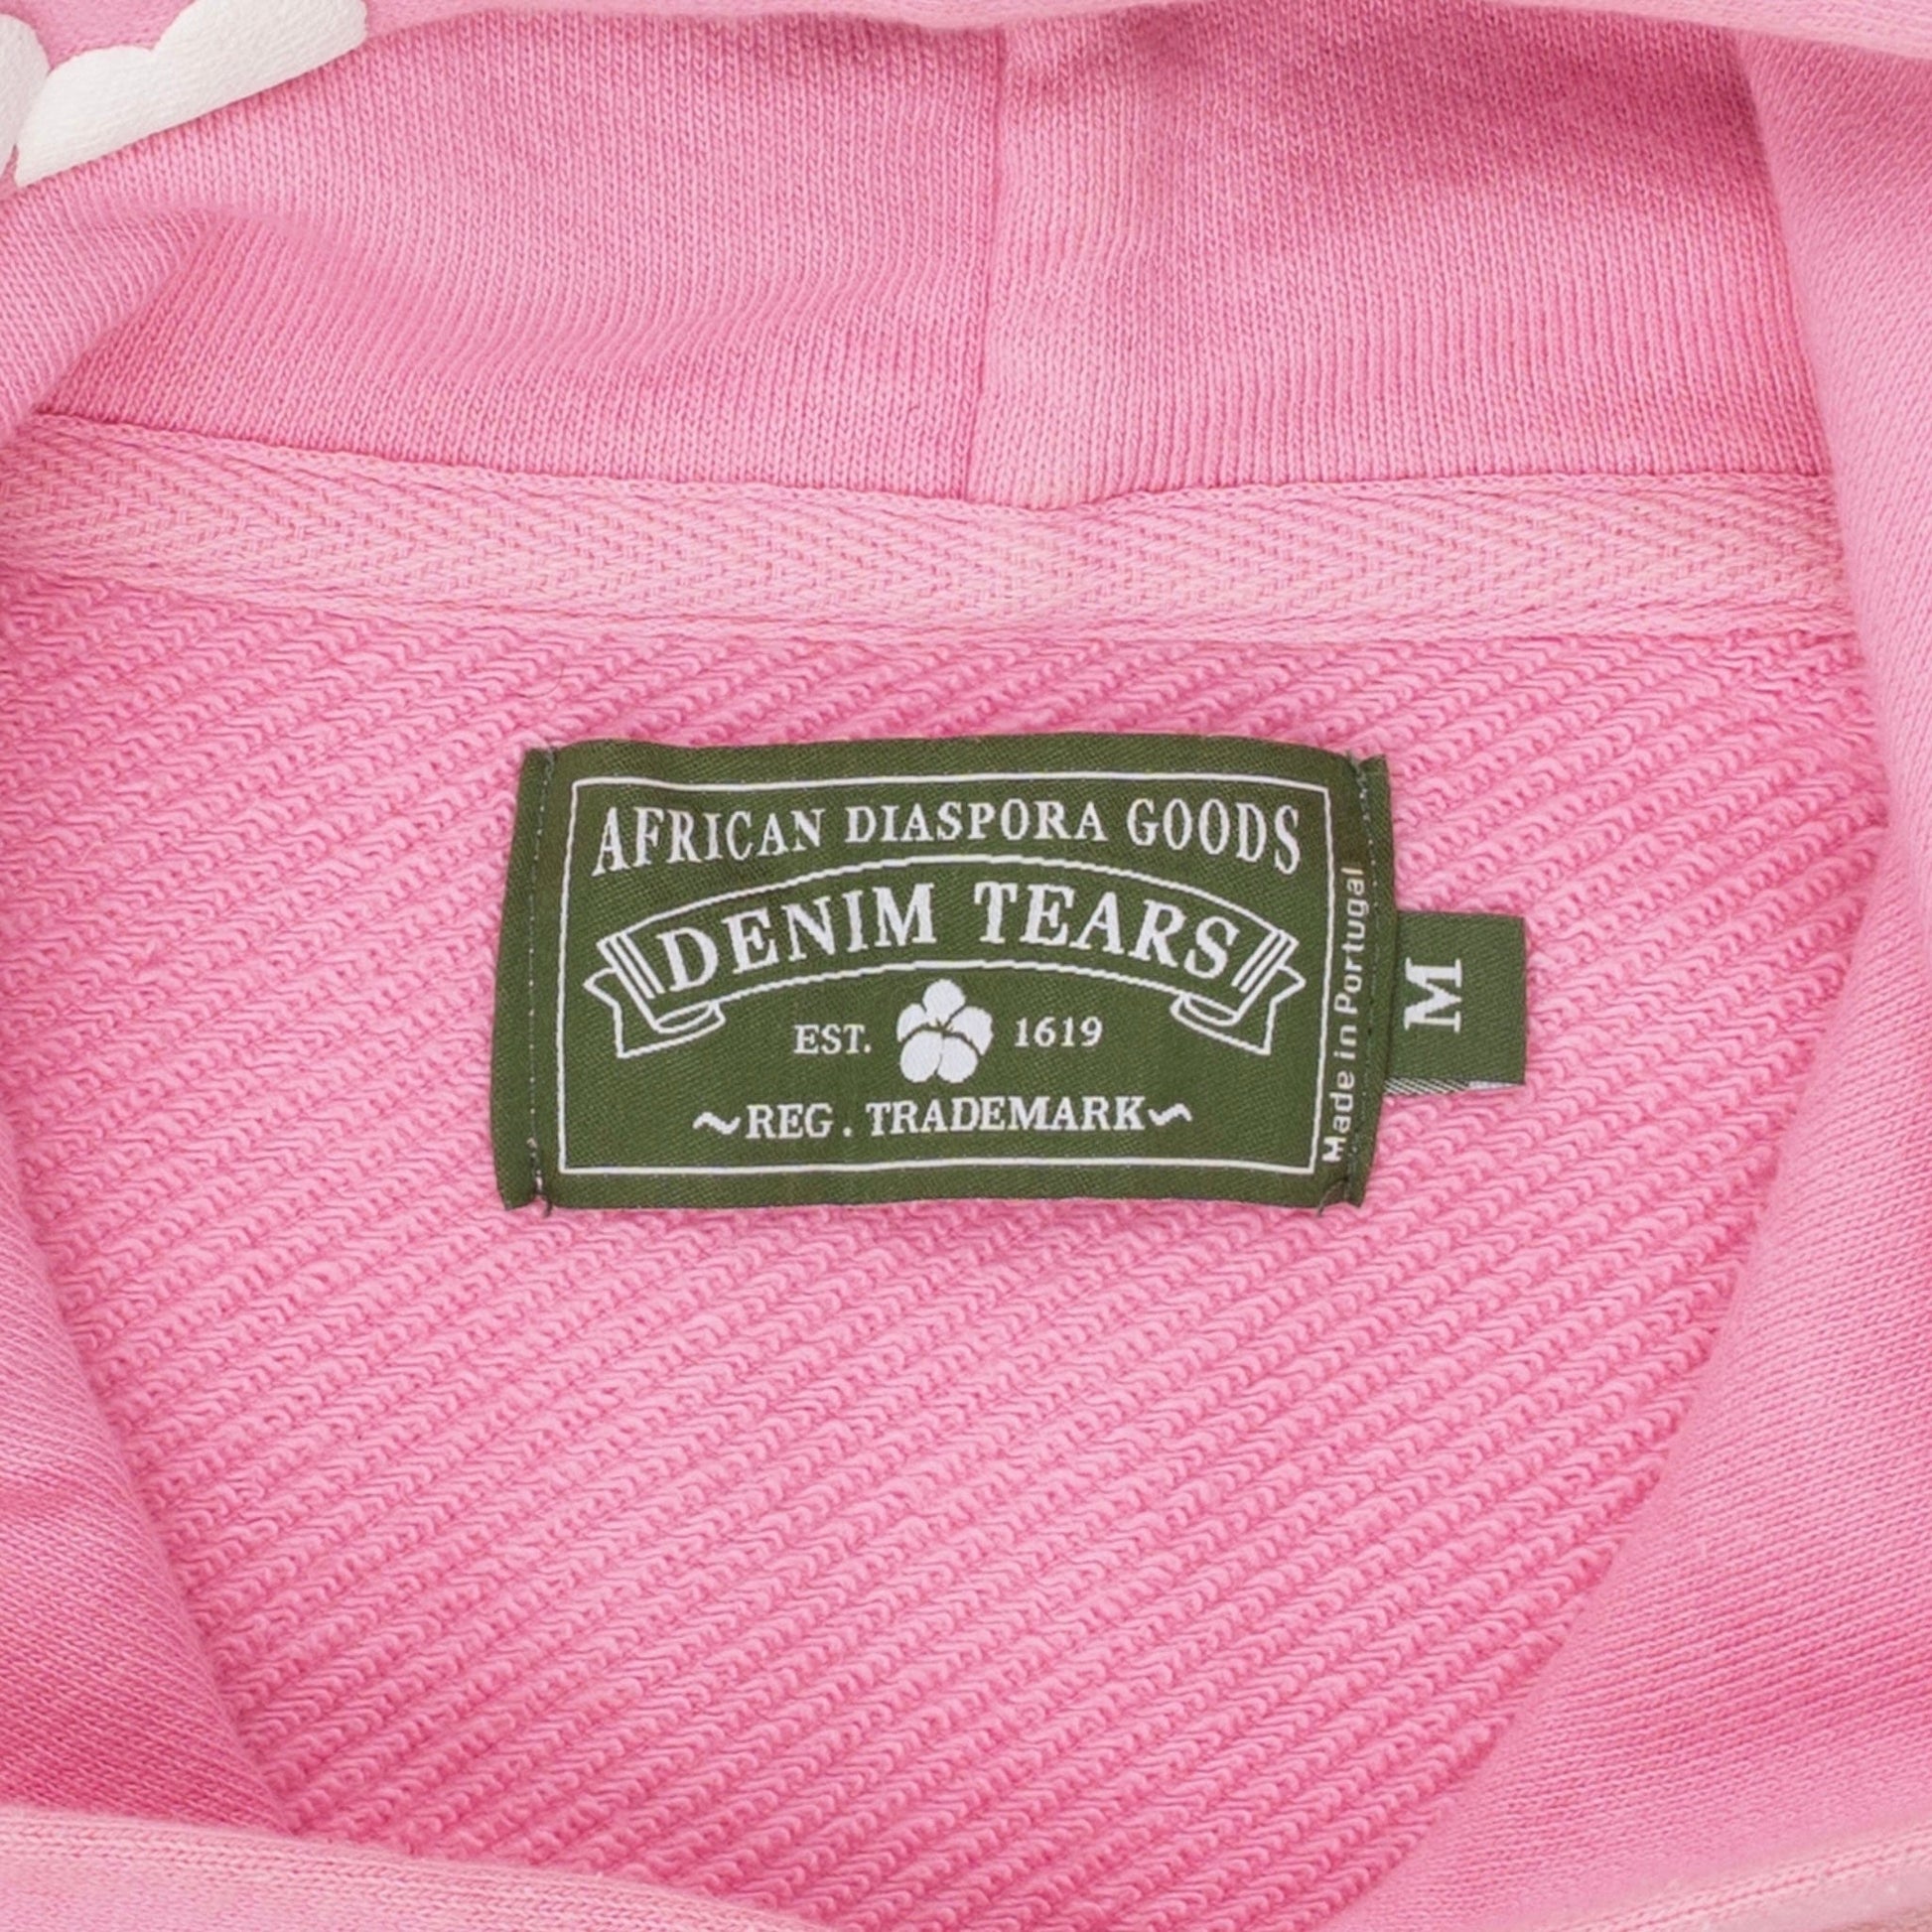 AFRICAN DIASPORA GOODS
DENIM TEARS
EST. 1619
~REG. TRADEMARK~
Made in Portugal
M